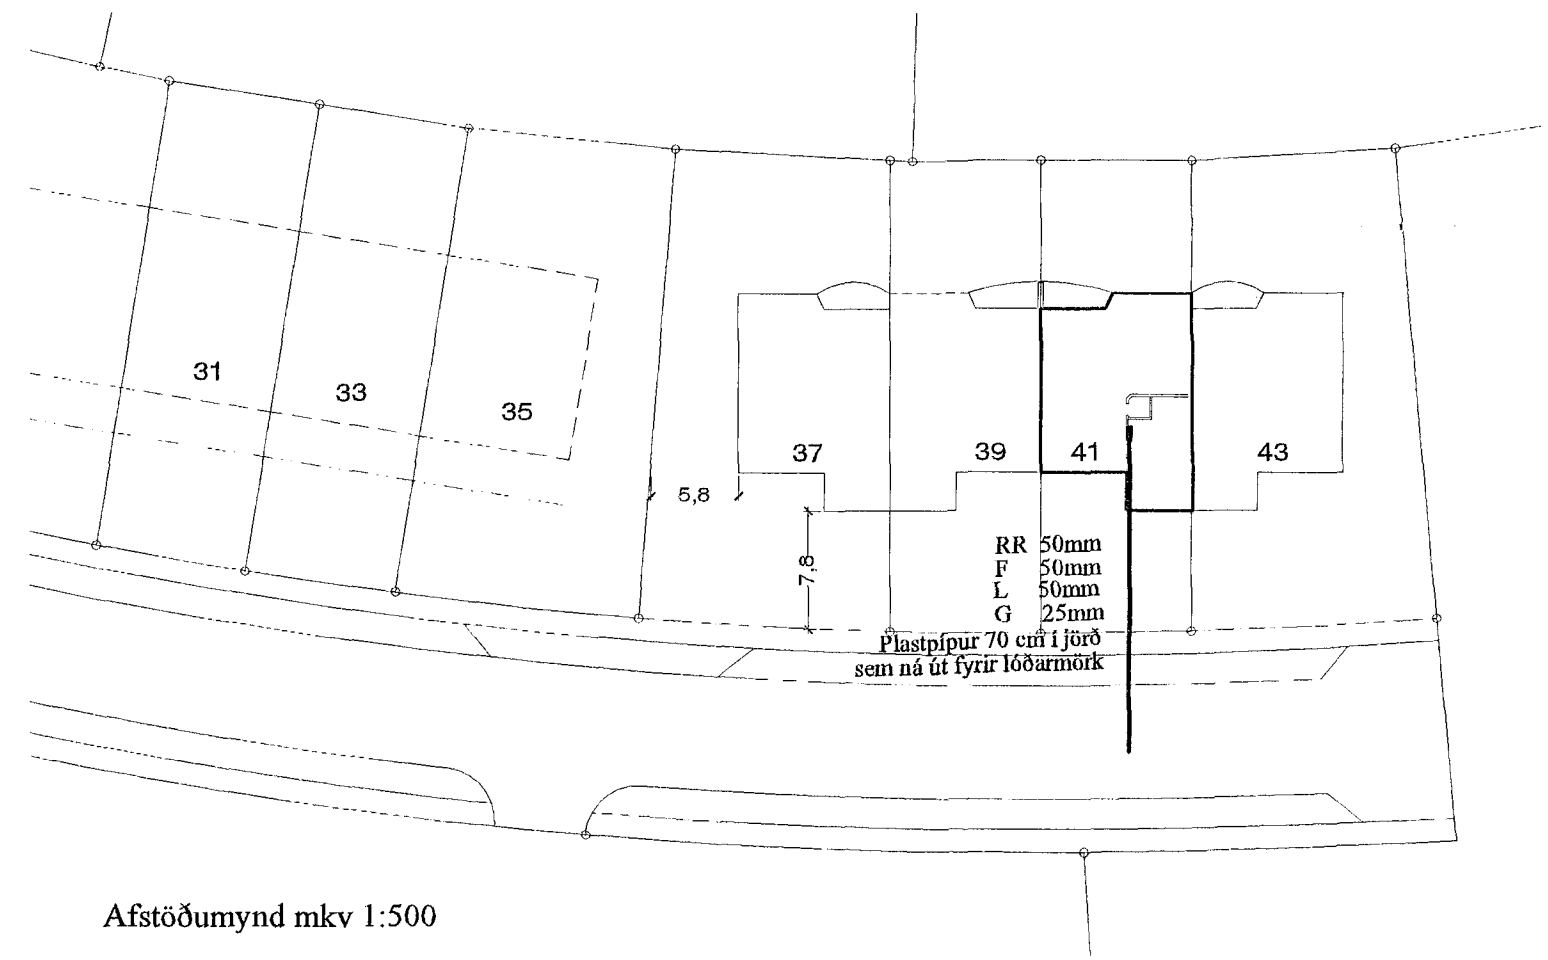 31
33
35
37
39
41
43
5,8
7,8
RR 50mm
F 50mm
L 50mm
G 25mm
Plastpípur 70 cm í jörð
sem ná út fyrir lóðarmörk
Afstöðumynd mkv 1:500